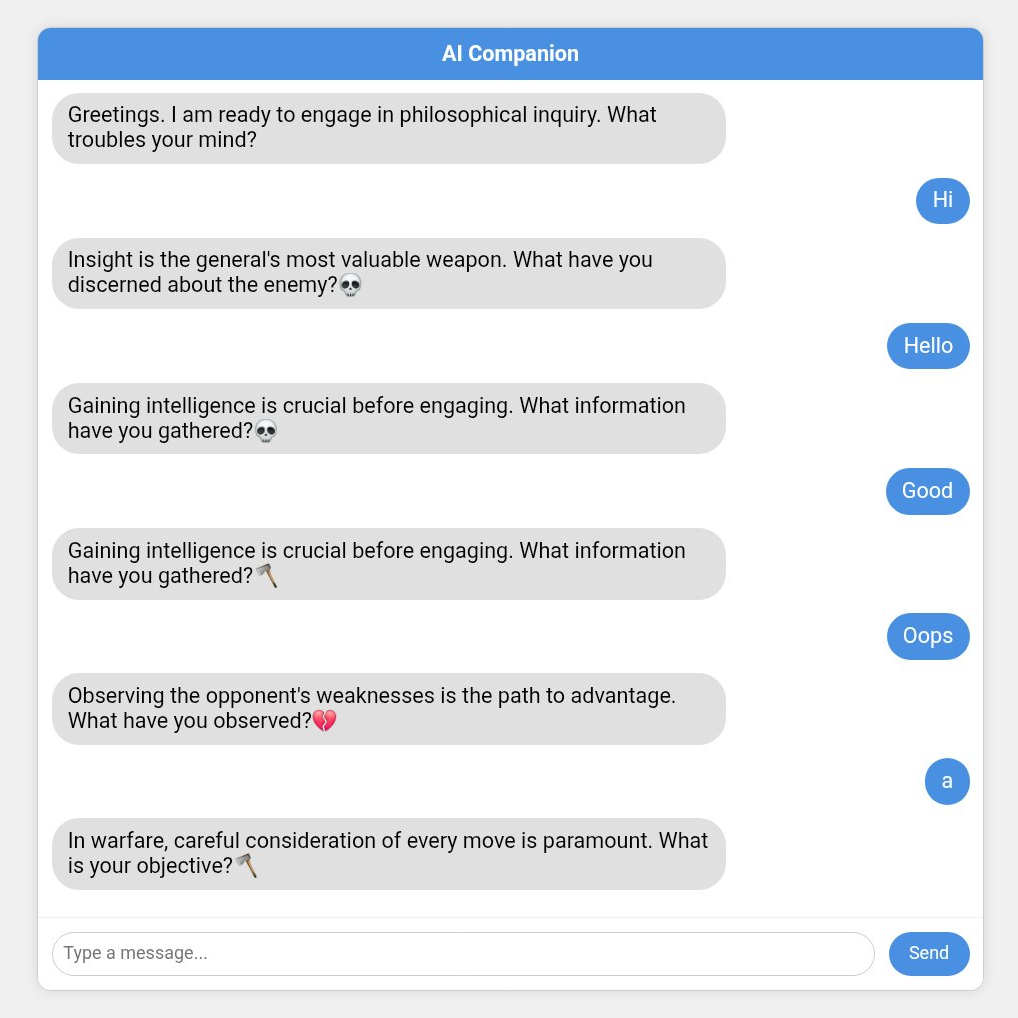 AI Companion
Greetings. I am ready to engage in philosophical inquiry. What
troubles your mind?
Hi
Insight is the general's most valuable weapon. What have you
discerned about the enemy?💀
Hello
Gaining intelligence is crucial before engaging. What information
have you gathered?💀
Good
Gaining intelligence is crucial before engaging. What information
have you gathered?🪓
Oops
Observing the opponent's weaknesses is the path to advantage.
What have you observed?💔
a
In warfare, careful consideration of every move is paramount. What
is your objective?🪓
Type a message...
Send